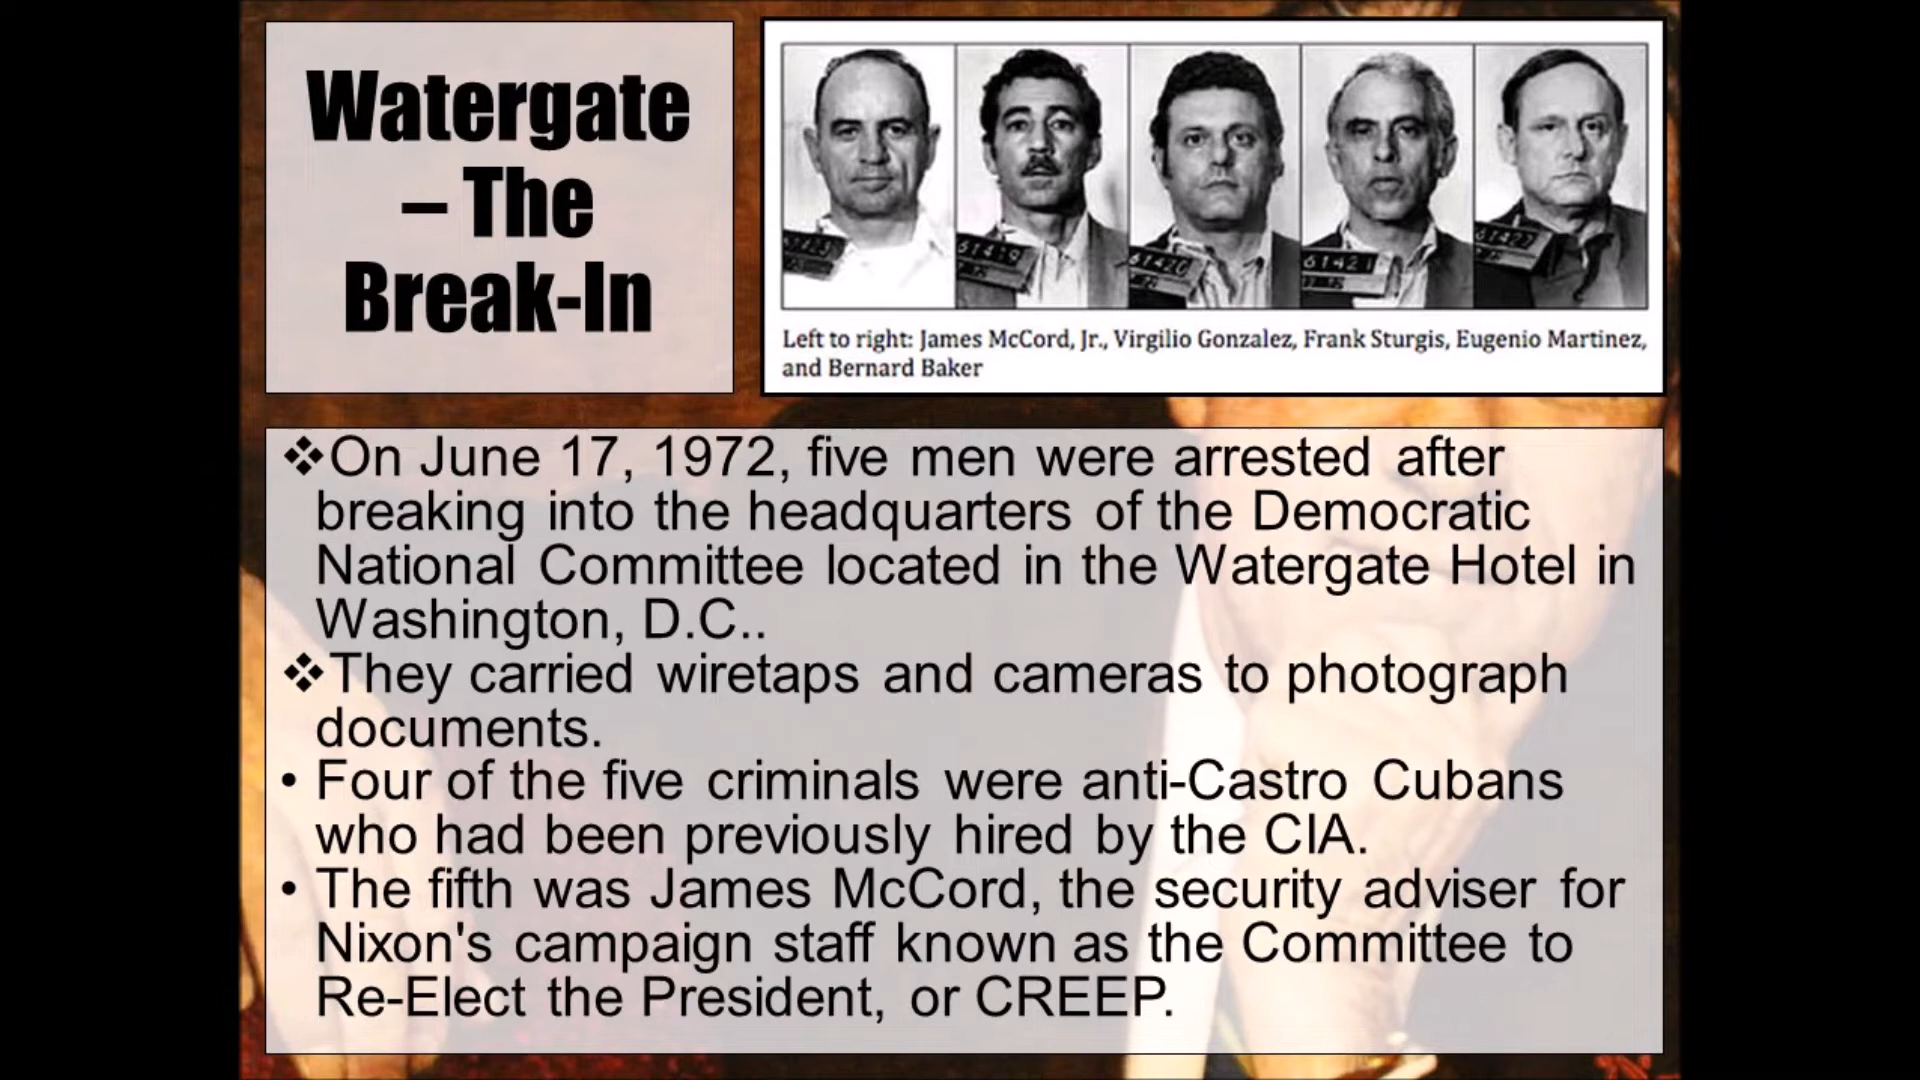 Watergate
– The
Break-In
61419
61420
61421
61427
Left to right: James McCord, Jr., Virgilio Gonzalez, Frank Sturgis, Eugenio Martinez,
and Bernard Baker
❖On June 17, 1972, five men were arrested after
breaking into the headquarters of the Democratic
National Committee located in the Watergate Hotel in
Washington, D.C..
❖They carried wiretaps and cameras to photograph
documents.
• Four of the five criminals were anti-Castro Cubans
who had been previously hired by the CIA.
• The fifth was James McCord, the security adviser for
Nixon's campaign staff known as the Committee to
Re-Elect the President, or CREEP.